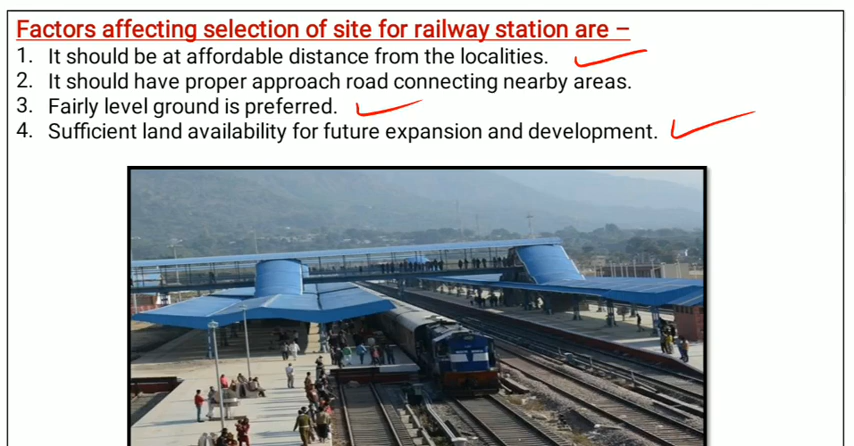 Factors affecting selection of site for railway station are –
1. It should be at affordable distance from the localities.
2. It should have proper approach road connecting nearby areas.
3. Fairly level ground is preferred.
4. Sufficient land availability for future expansion and development.